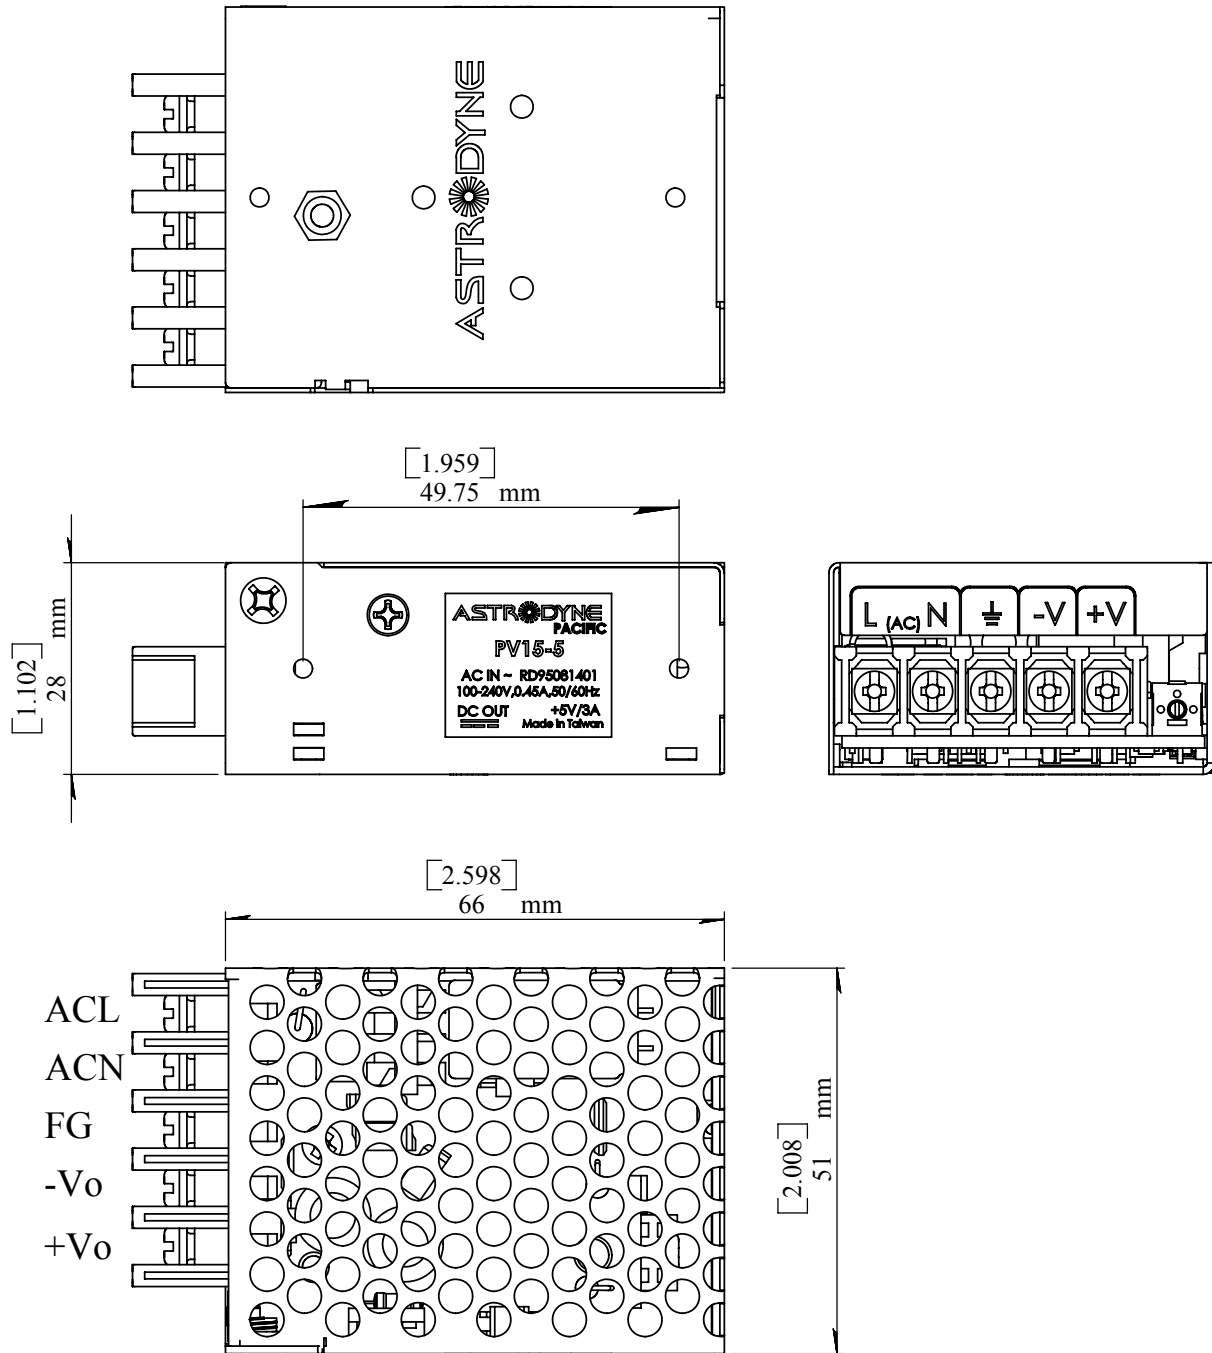 ASTRODYNE
[1.959]
49.75 mm
[1.102]
28 mm
ASTRODYNE
PACIFIC
PV15-5
AC IN ~ RD95081401
100-240V,0.45A,50/60Hz
DC OUT +5V/3A
Made in Taiwan
L (AC) N -V +V
[2.598]
66 mm
ACL
ACN
FG
-Vo
+Vo
[2.008]
51 mm